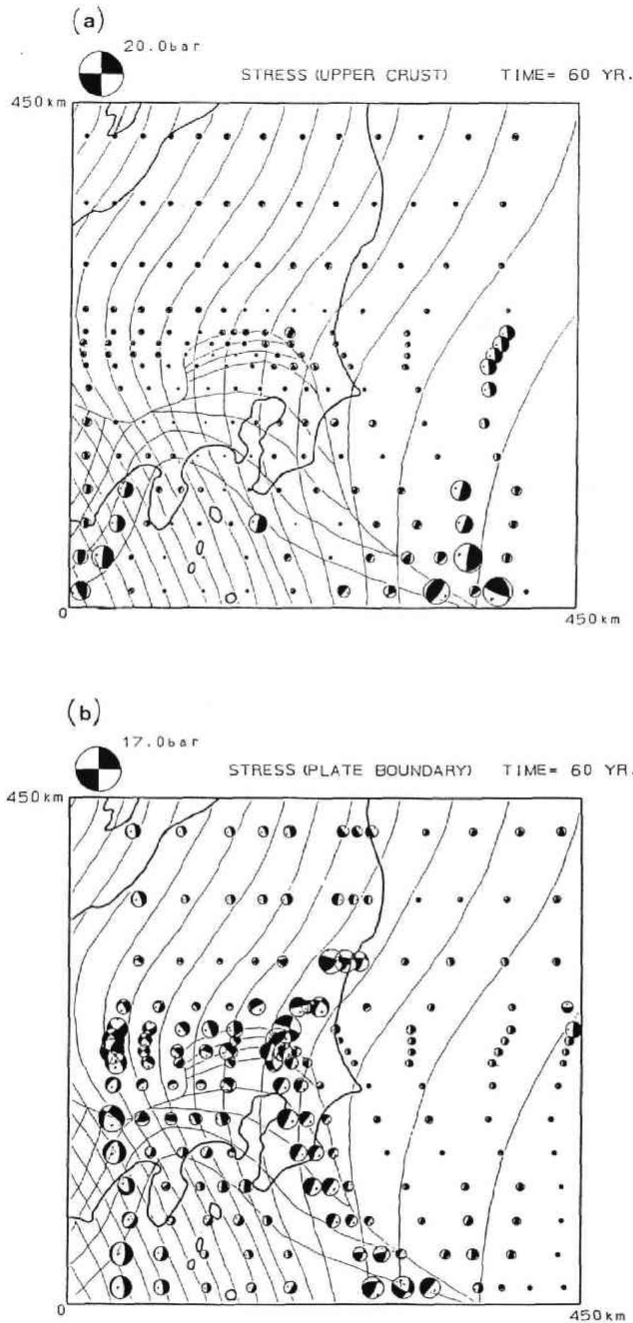 (a)
20.0bar
STRESS (UPPER CRUST) TIME= 60 YR.
450km
0
450km
(b)
17.0bar
STRESS (PLATE BOUNDARY) TIME= 60 YR.
450km
0
450km